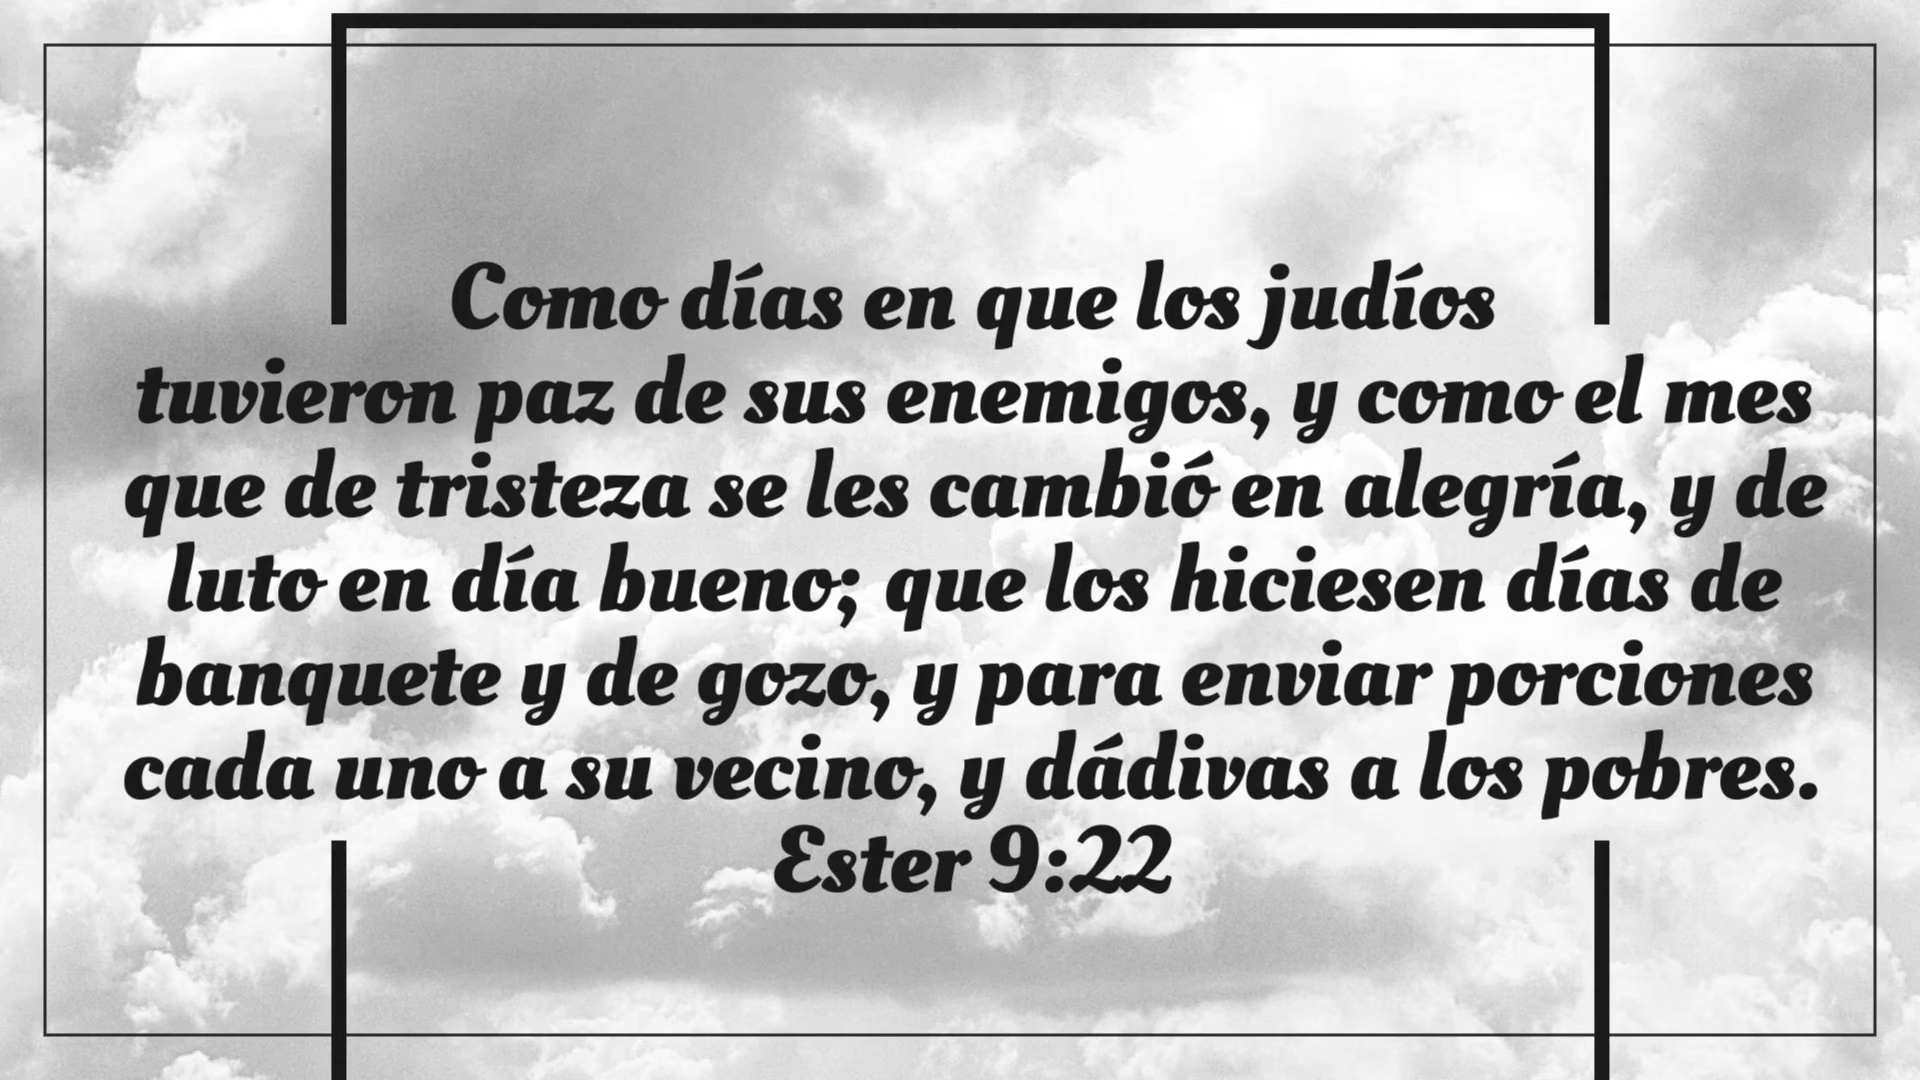 Como días en que los judíos
tuvieron paz de sus enemigos, y como el mes
que de tristeza se les cambió en alegría, y de
luto en día bueno; que los hiciesen días de
banquete y de gozo, y para enviar porciones
cada uno a su vecino, y dádivas a los pobres.
Ester 9:22